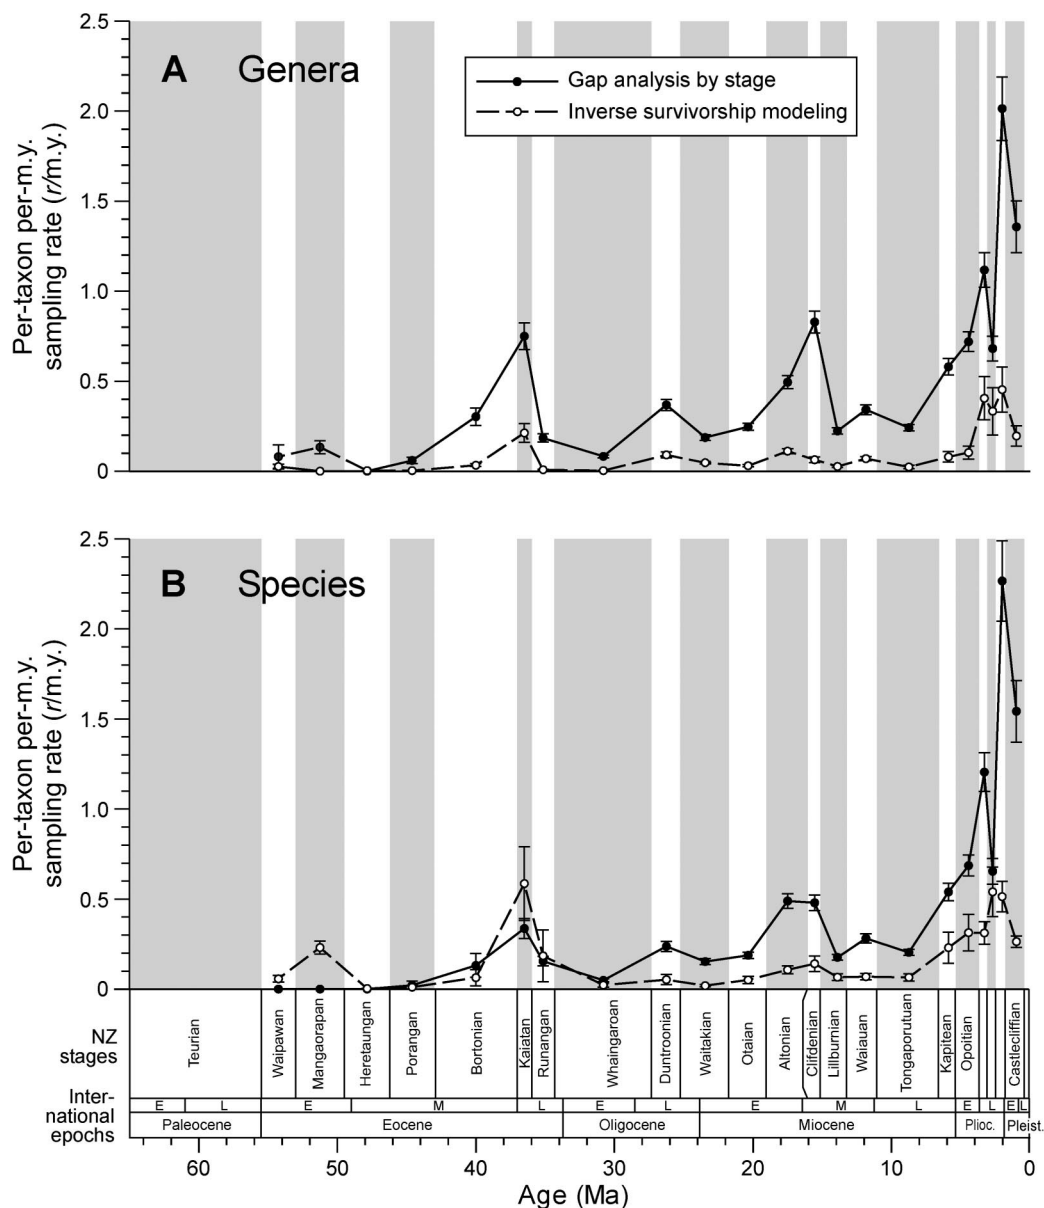 2.5
2.0
1.5
1.0
0.5
0
Per-taxon per-m.y.
sampling rate (r/m.y.)
A Genera
Gap analysis by stage
Inverse survivorship modeling
2.5
2.0
1.5
1.0
0.5
0
Per-taxon per-m.y.
sampling rate (r/m.y.)
B Species
NZ
stages
Teurian
Waipawan
Mangaorapan
Heretaungan
Porangan
Bortonian
Kaiatan
Runangan
Whaingaroan
Duntroonian
Waitakian
Otaian
Altonian
Clifdenian
Lillburnian
Waiauan
Tongaporutuan
Kapitean
Opoitian
Castlecliffian
Inter-
national
epochs
E L E M L E L E M L E L E L
Paleocene Eocene Oligocene Miocene Plioc. Pleist.
60 50 40 30 20 10 0
Age (Ma)